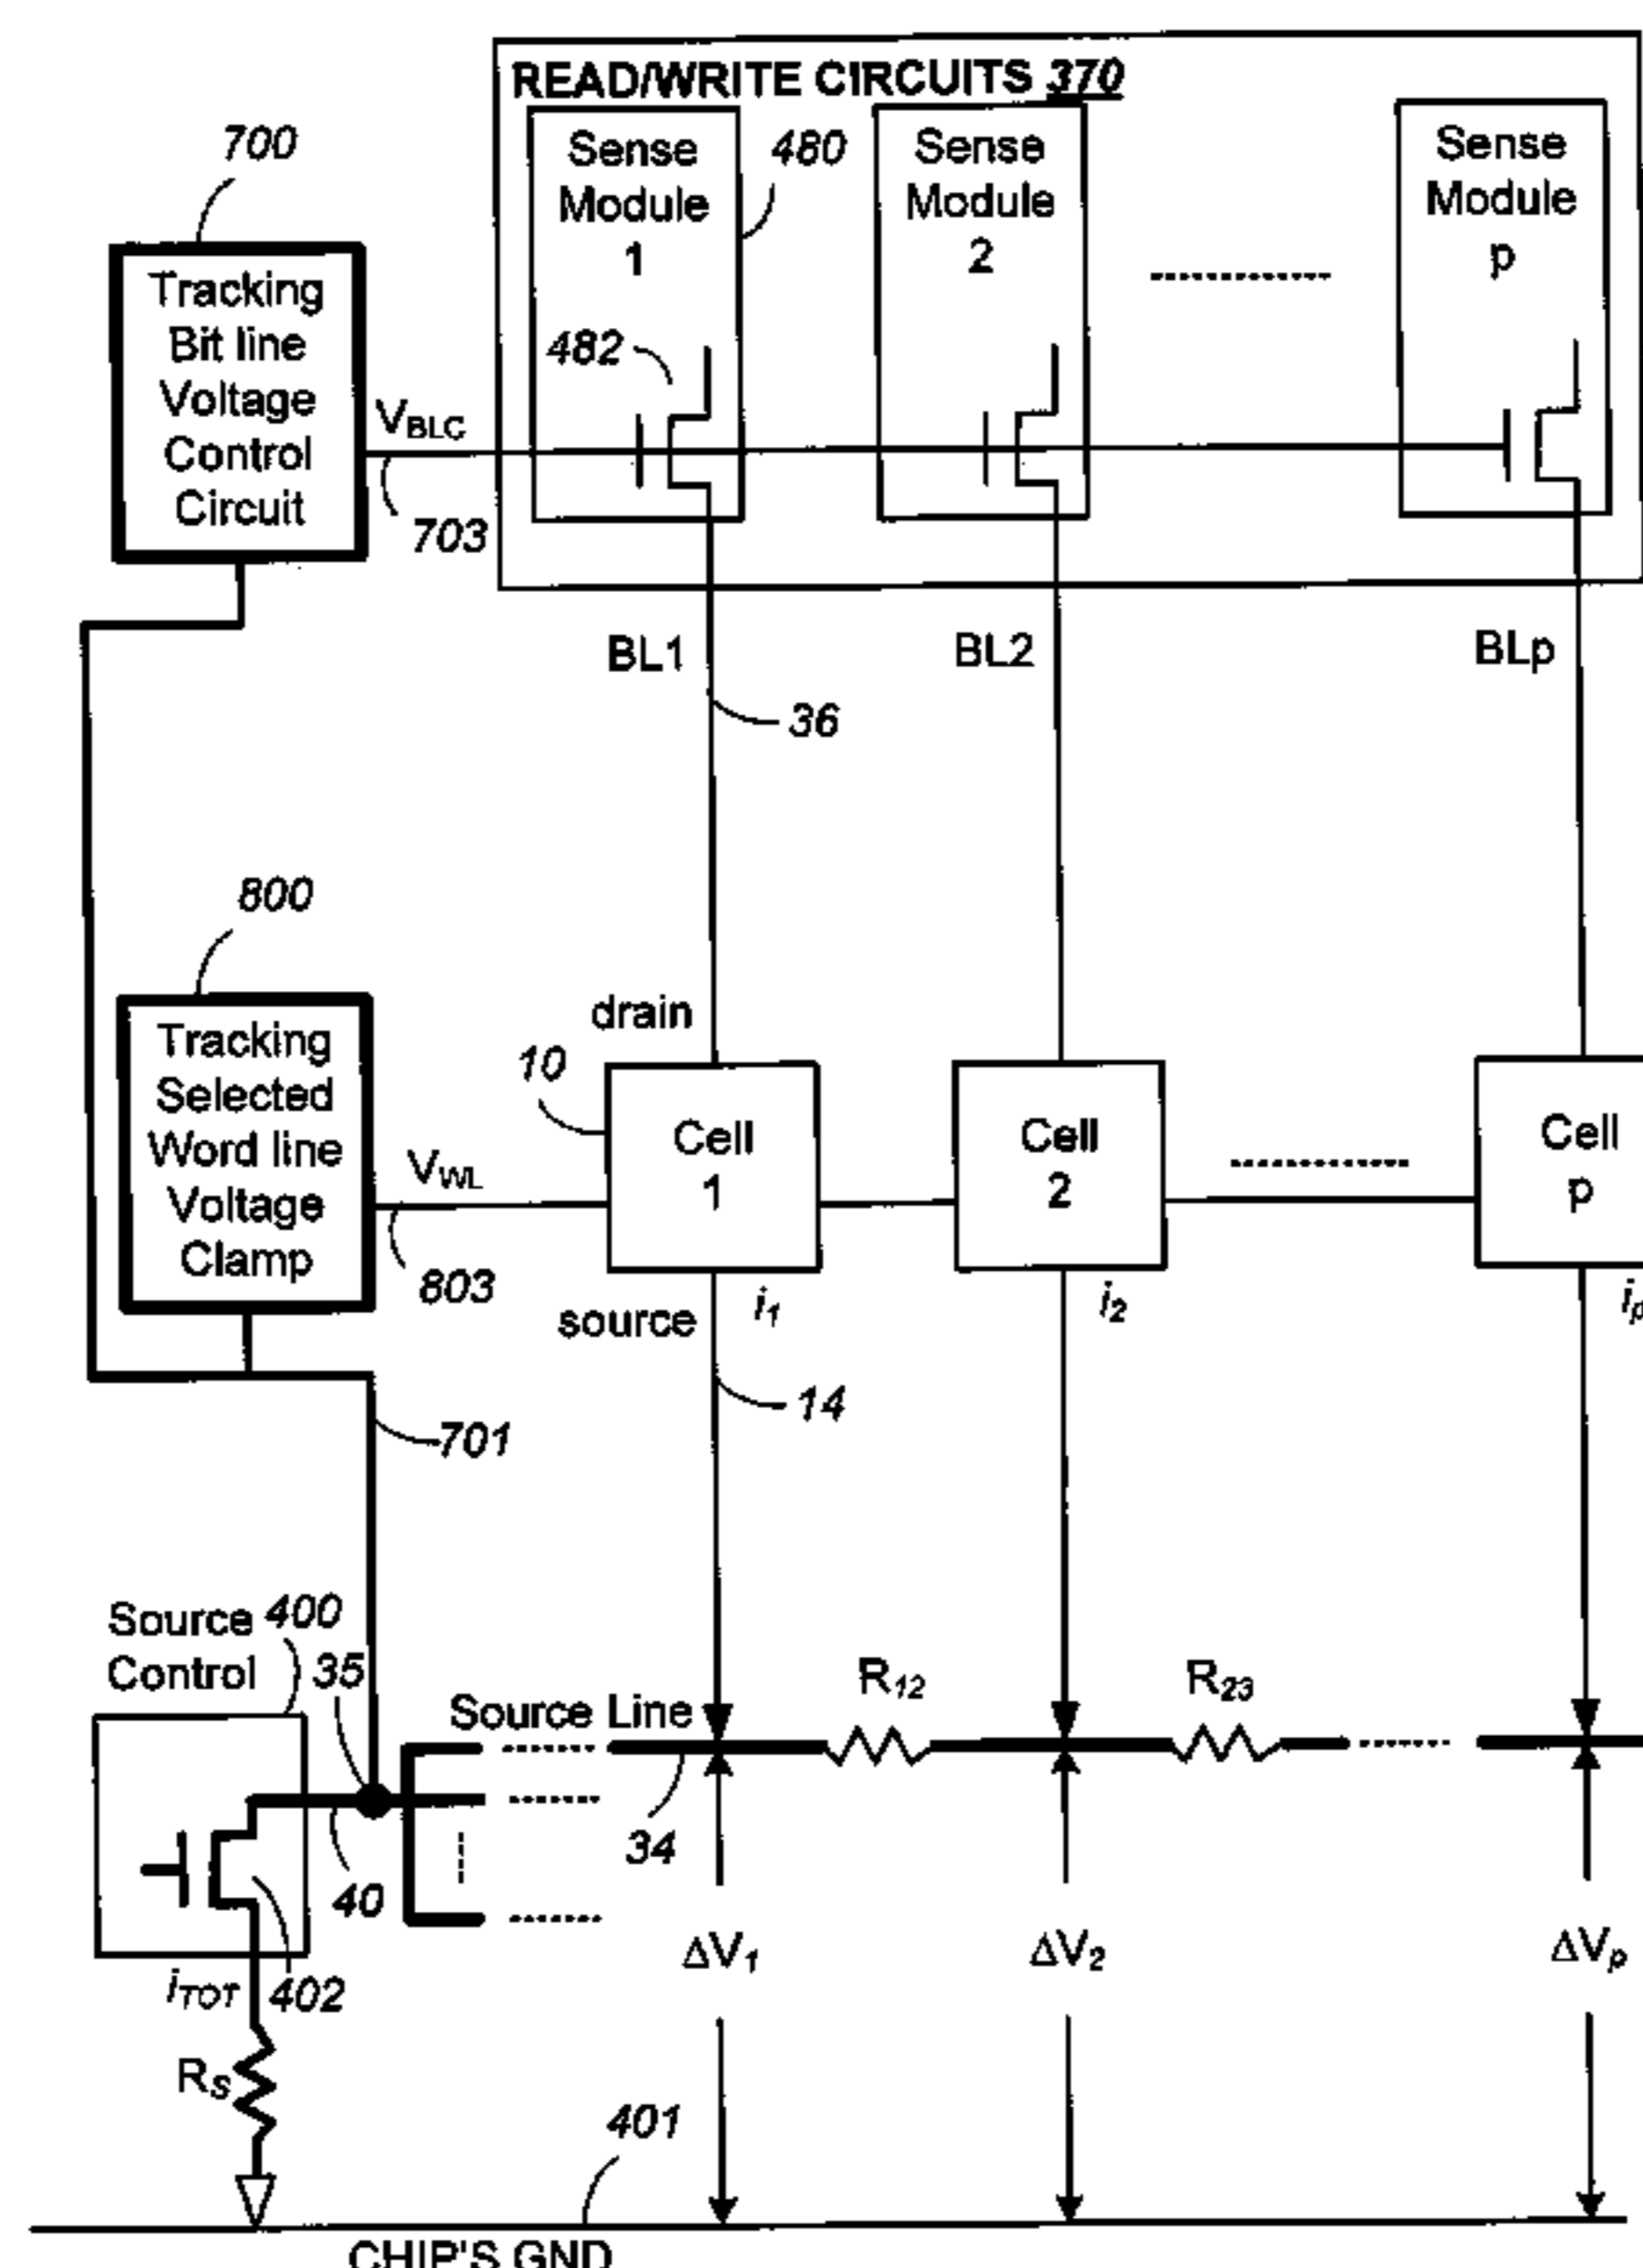 READ/WRITE CIRCUITS 370
700
Sense
Module
1
480
Sense
Module
2
Sense
Module
p
Tracking
Bit line
Voltage
Control
Circuit
482
VBLC
703
BL1
BL2
BLp
36
800
drain
10
Tracking
Selected
Word line
Voltage
Clamp
VWL
803
Cell
1
Cell
2
Cell
p
source
i1
i2
14
701
Source
Control
400
35
Source Line
R12
R23
34
40
iTOT
402
ΔV1
ΔV2
ΔVp
RS
401
CHIP'S GND